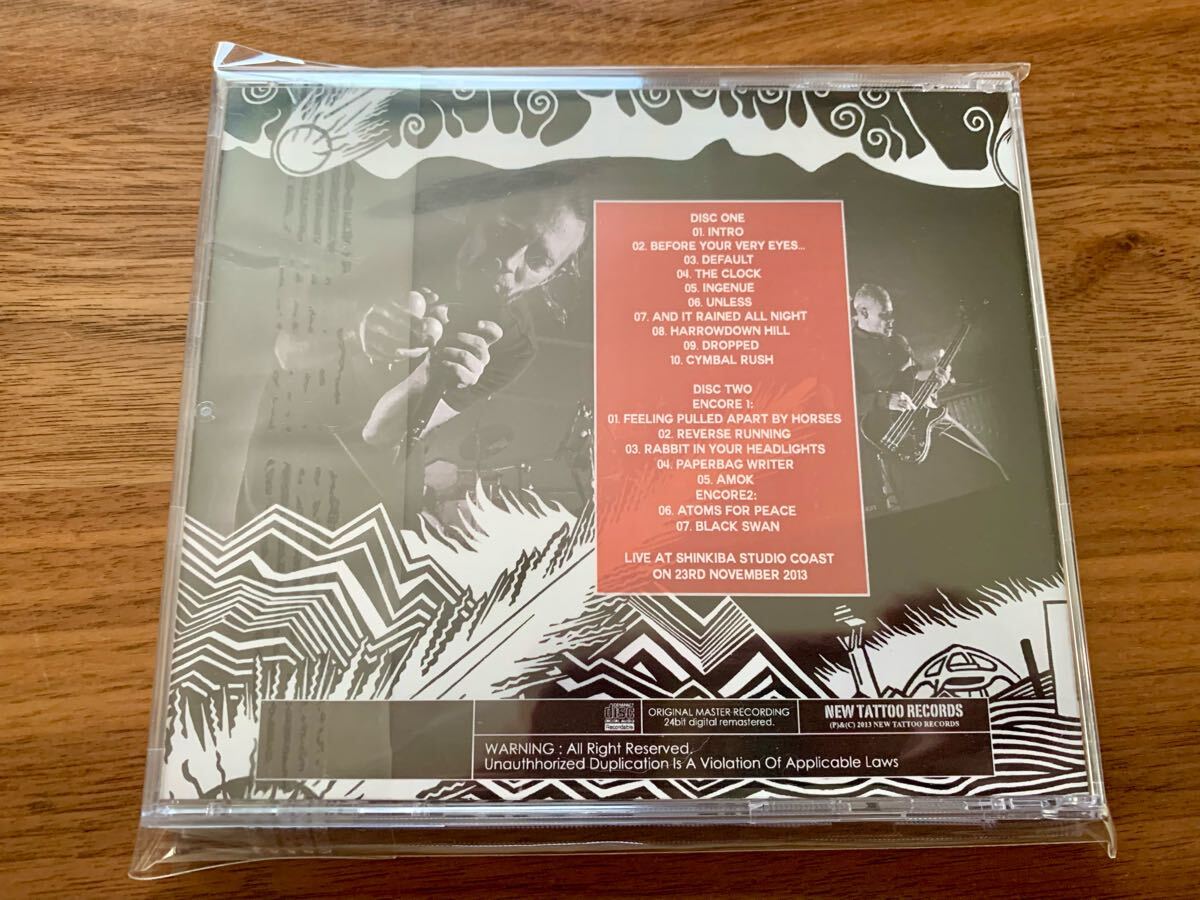 DISC ONE
01. INTRO
02. BEFORE YOUR VERY EYES...
03. DEFAULT
04. THE CLOCK
05. INGENUE
06. UNLESS
07. AND IT RAINED ALL NIGHT
08. HARROWDOWN HILL
09. DROPPED
10. CYMBAL RUSH
DISC TWO
ENCORE 1:
01. FEELING PULLED APART BY HORSES
02. REVERSE RUNNING
03. RABBIT IN YOUR HEADLIGHTS
04. PAPERBAG WRITER
05. AMOK
ENCORE2:
06. ATOMS FOR PEACE
07. BLACK SWAN
LIVE AT SHINKIBA STUDIO COAST
ON 23RD NOVEMBER 2013
COMPACT
disc
DIGITAL AUDIO
Recordable
ORIGINAL MASTER RECORDING
24bit digital remastered.
NEW TATTOO RECORDS
(P)&(C) 2013 NEW TATTOO RECORDS
WARNING : All Right Reserved.
Unauthhorized Duplication Is A Violation Of Applicable Laws